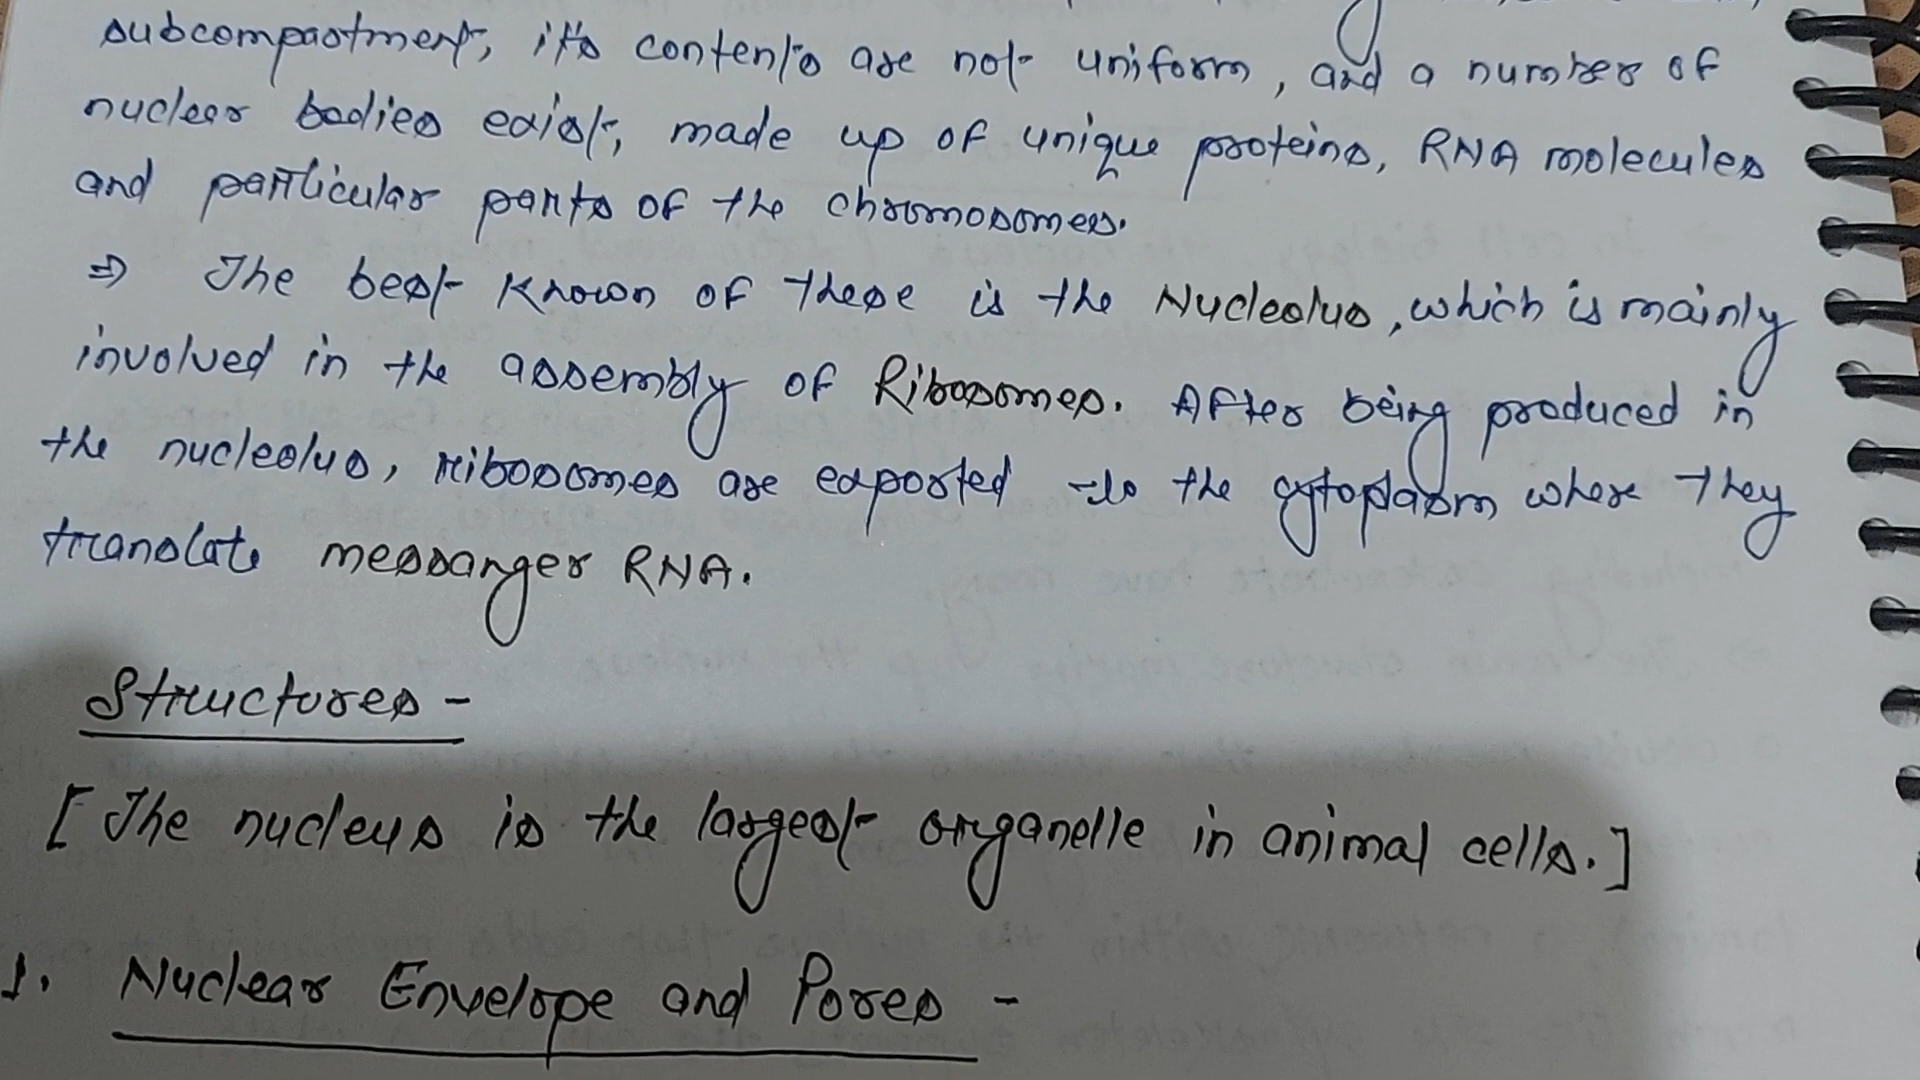 subcompartment, it's contents are not uniform, and a number of
nuclear bodies exist, made up of unique proteins, RNA molecules
and particular parts of the chromosomes.
⇒ The best known of these is the Nucleolus, which is mainly
involved in the assembly of Ribosomes. After being produced in
the nucleolus, ribosomes are exported to the cytoplasm where they
translate messanger RNA.
Structures -
[The nucleus is the largest organelle in animal cells.]
1. Nuclear Envelope and Pores -